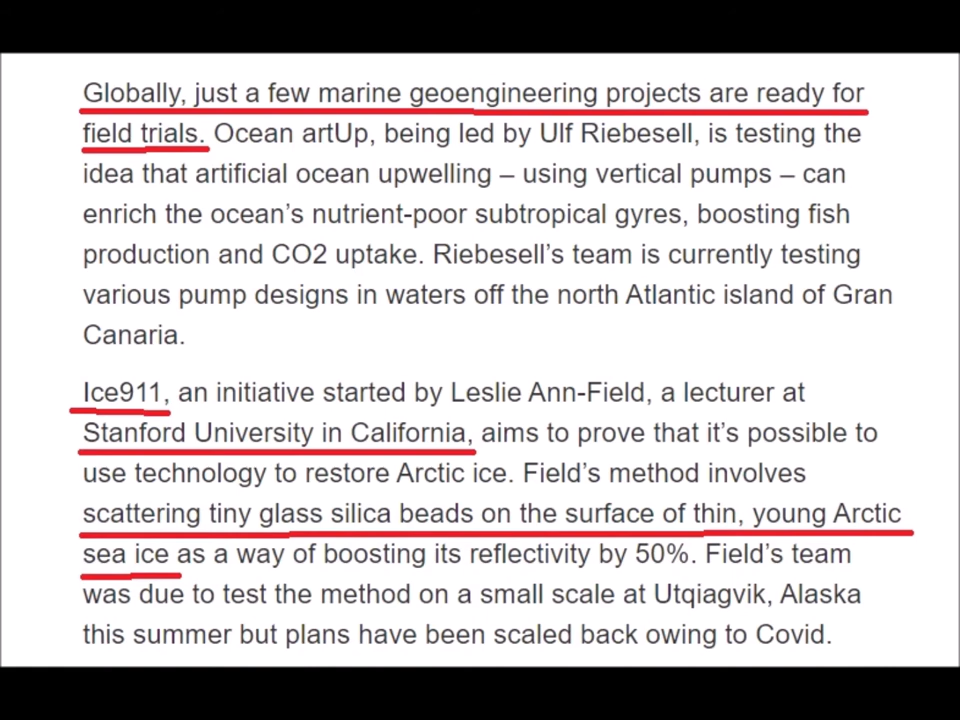 Globally, just a few marine geoengineering projects are ready for
field trials. Ocean artUp, being led by Ulf Riebesell, is testing the
idea that artificial ocean upwelling – using vertical pumps – can
enrich the ocean’s nutrient-poor subtropical gyres, boosting fish
production and CO2 uptake. Riebesell’s team is currently testing
various pump designs in waters off the north Atlantic island of Gran
Canaria.
Ice911, an initiative started by Leslie Ann-Field, a lecturer at
Stanford University in California, aims to prove that it’s possible to
use technology to restore Arctic ice. Field’s method involves
scattering tiny glass silica beads on the surface of thin, young Arctic
sea ice as a way of boosting its reflectivity by 50%. Field’s team
was due to test the method on a small scale at Utqiagvik, Alaska
this summer but plans have been scaled back owing to Covid.